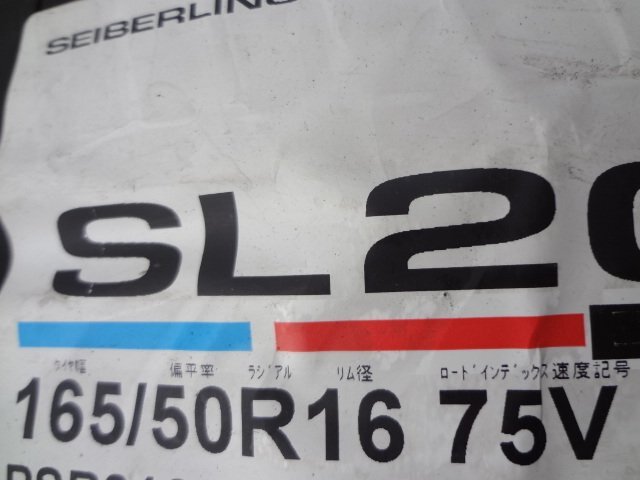 SEIBERLING
SL20
タイヤ幅 偏平率 ラジアル リム径 ロードインデックス 速度記号
165/50R16 75V